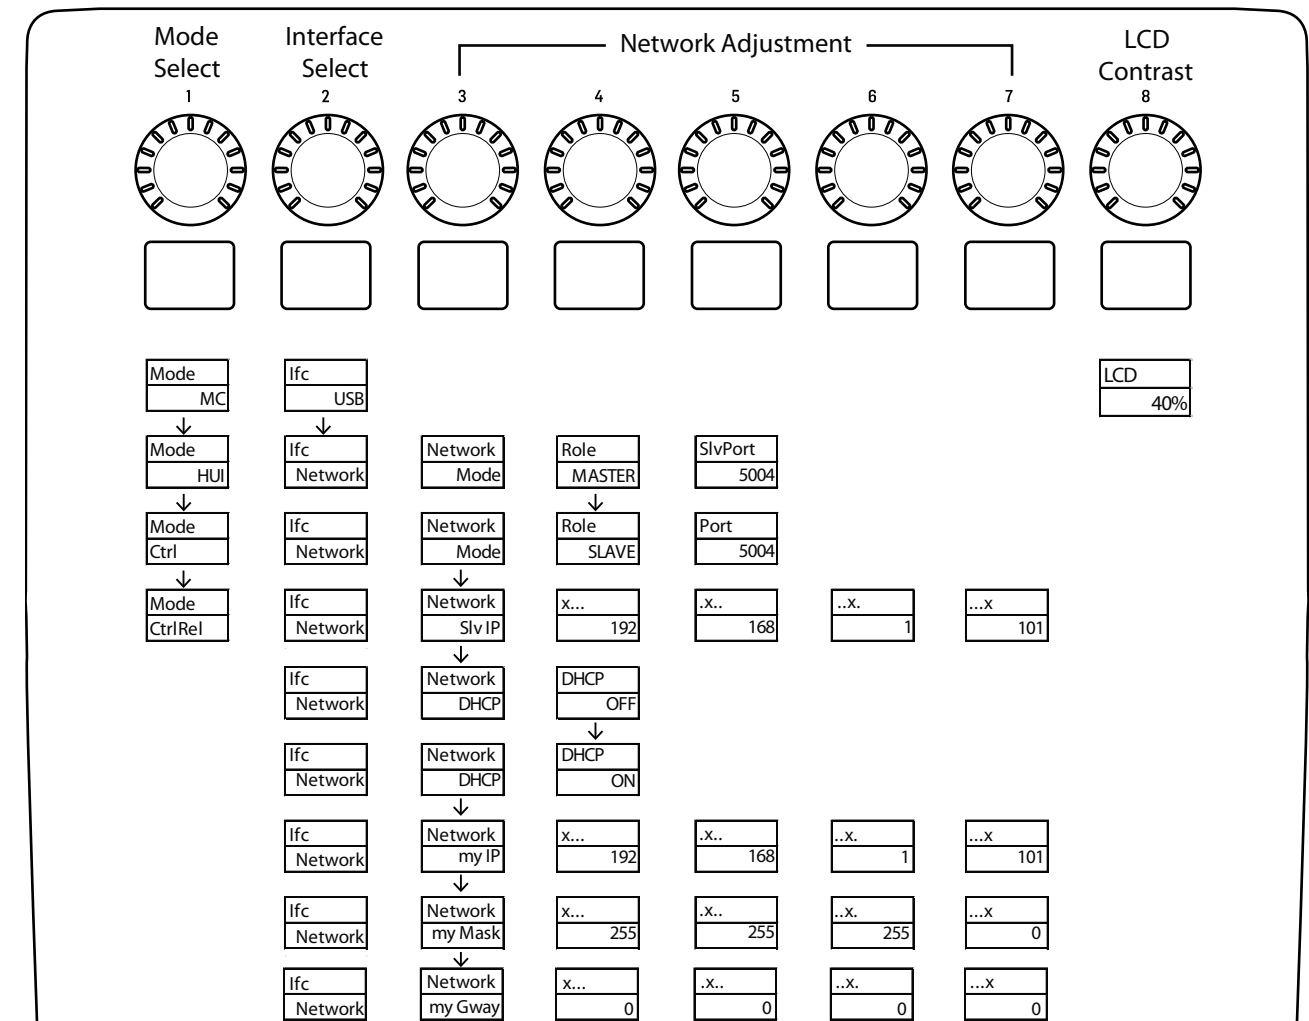 Mode
Select
Interface
Select
Network Adjustment
LCD
Contrast
1 2 3 4 5 6 7 8
Mode Ifc LCD
MC USB 40%
Mode Ifc Network Role SlvPort
HUI Network Mode MASTER 5004
Mode Ifc Network Role Port
Ctrl Network Mode SLAVE 5004
Mode Ifc Network x... .x.. ..x. ...x
CtrlRel Network Slv IP 192 168 1 101
Ifc Network DHCP
Network DHCP OFF
Ifc Network DHCP
Network DHCP ON
Ifc Network x... .x.. ..x. ...x
Network my IP 192 168 1 101
Ifc Network x... .x.. ..x. ...x
Network my Mask 255 255 255 0
Ifc Network x... .x.. ..x. ...x
Network my Gway 0 0 0 0